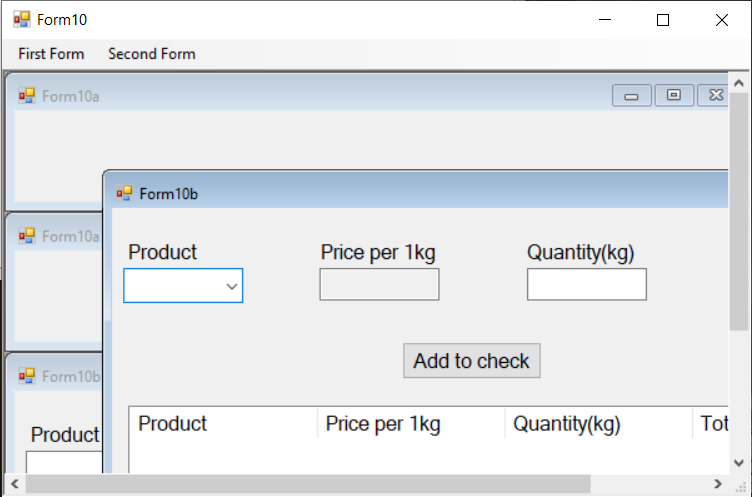 Form10
First Form Second Form
Form10a
Form10b
Product Price per 1kg Quantity(kg)
Form10a
Add to check
Form10b
Product Price per 1kg Quantity(kg) Tot
Product